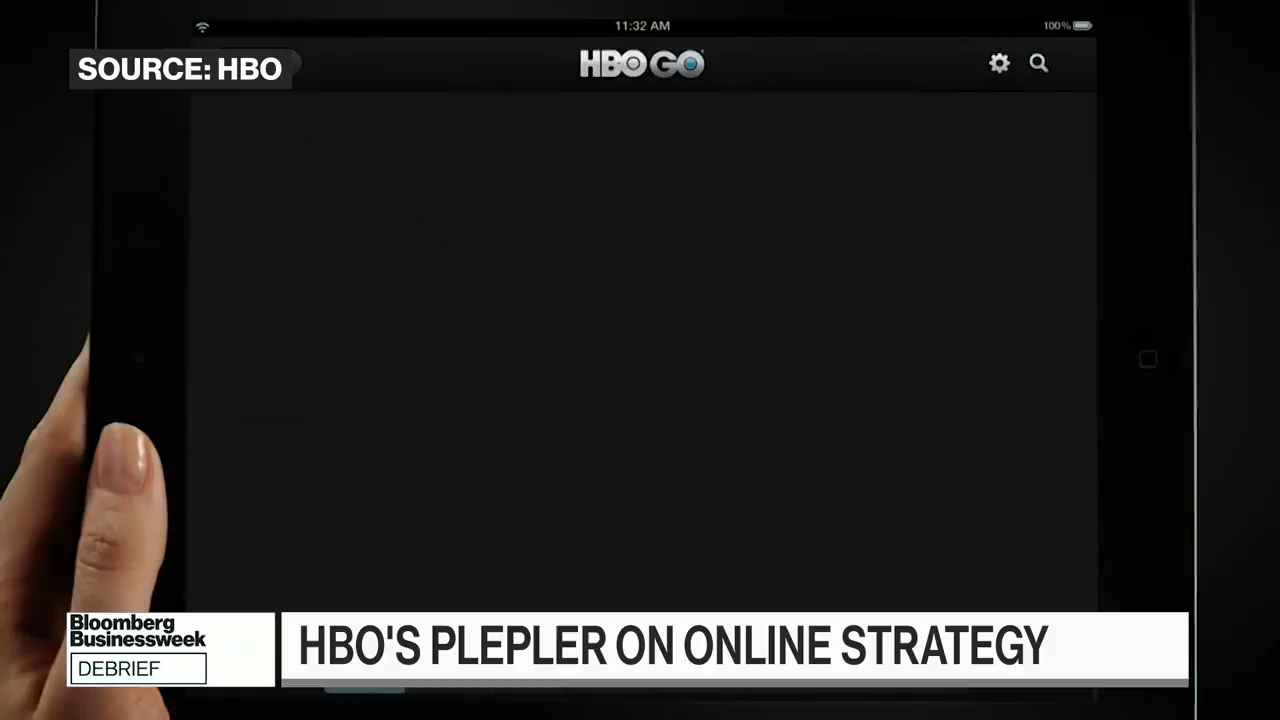 11:32 AM
100%
SOURCE: HBO
HBO GO
Bloomberg
Businessweek
DEBRIEF
HBO'S PLEPLER ON ONLINE STRATEGY